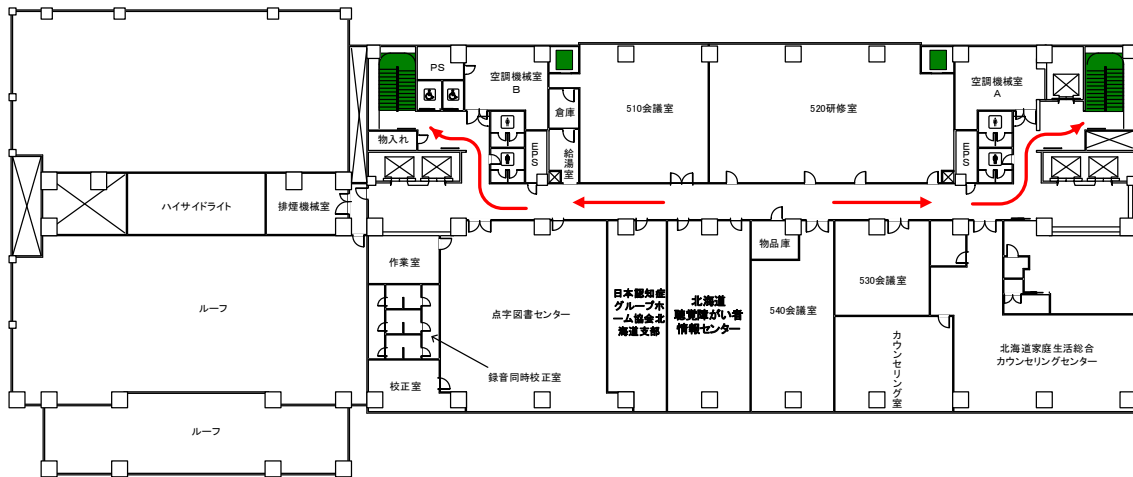 PS
空調機械室
B
倉庫
510会議室
520研修室
空調機械室
A
物入れ
EPS
給湯室
EPS
ハイサイドライト
排煙機械室
物品庫
作業室
530会議室
日本認知症
グループホ
ーム協会北
海道支部
北海道
聴覚障がい者
情報センター
ルーフ
点字図書センター
540会議室
カウンセリング室
北海道家庭生活総合
カウンセリングセンター
録音同時校正室
校正室
ルーフ